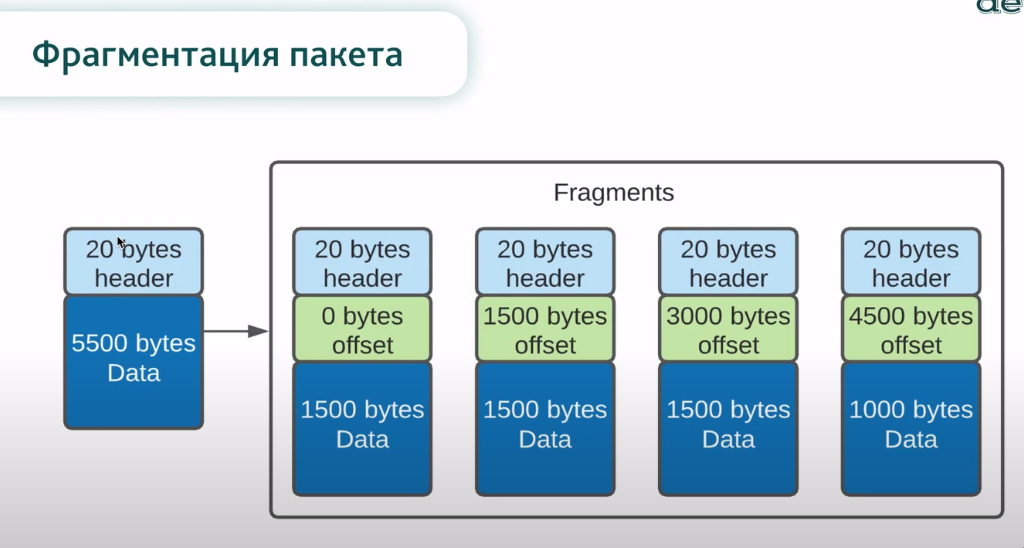 Фрагментация пакета
de
Fragments
20 bytes
header
5500 bytes
Data
20 bytes
header
0 bytes
offset
1500 bytes
Data
20 bytes
header
1500 bytes
offset
1500 bytes
Data
20 bytes
header
3000 bytes
offset
1500 bytes
Data
20 bytes
header
4500 bytes
offset
1000 bytes
Data